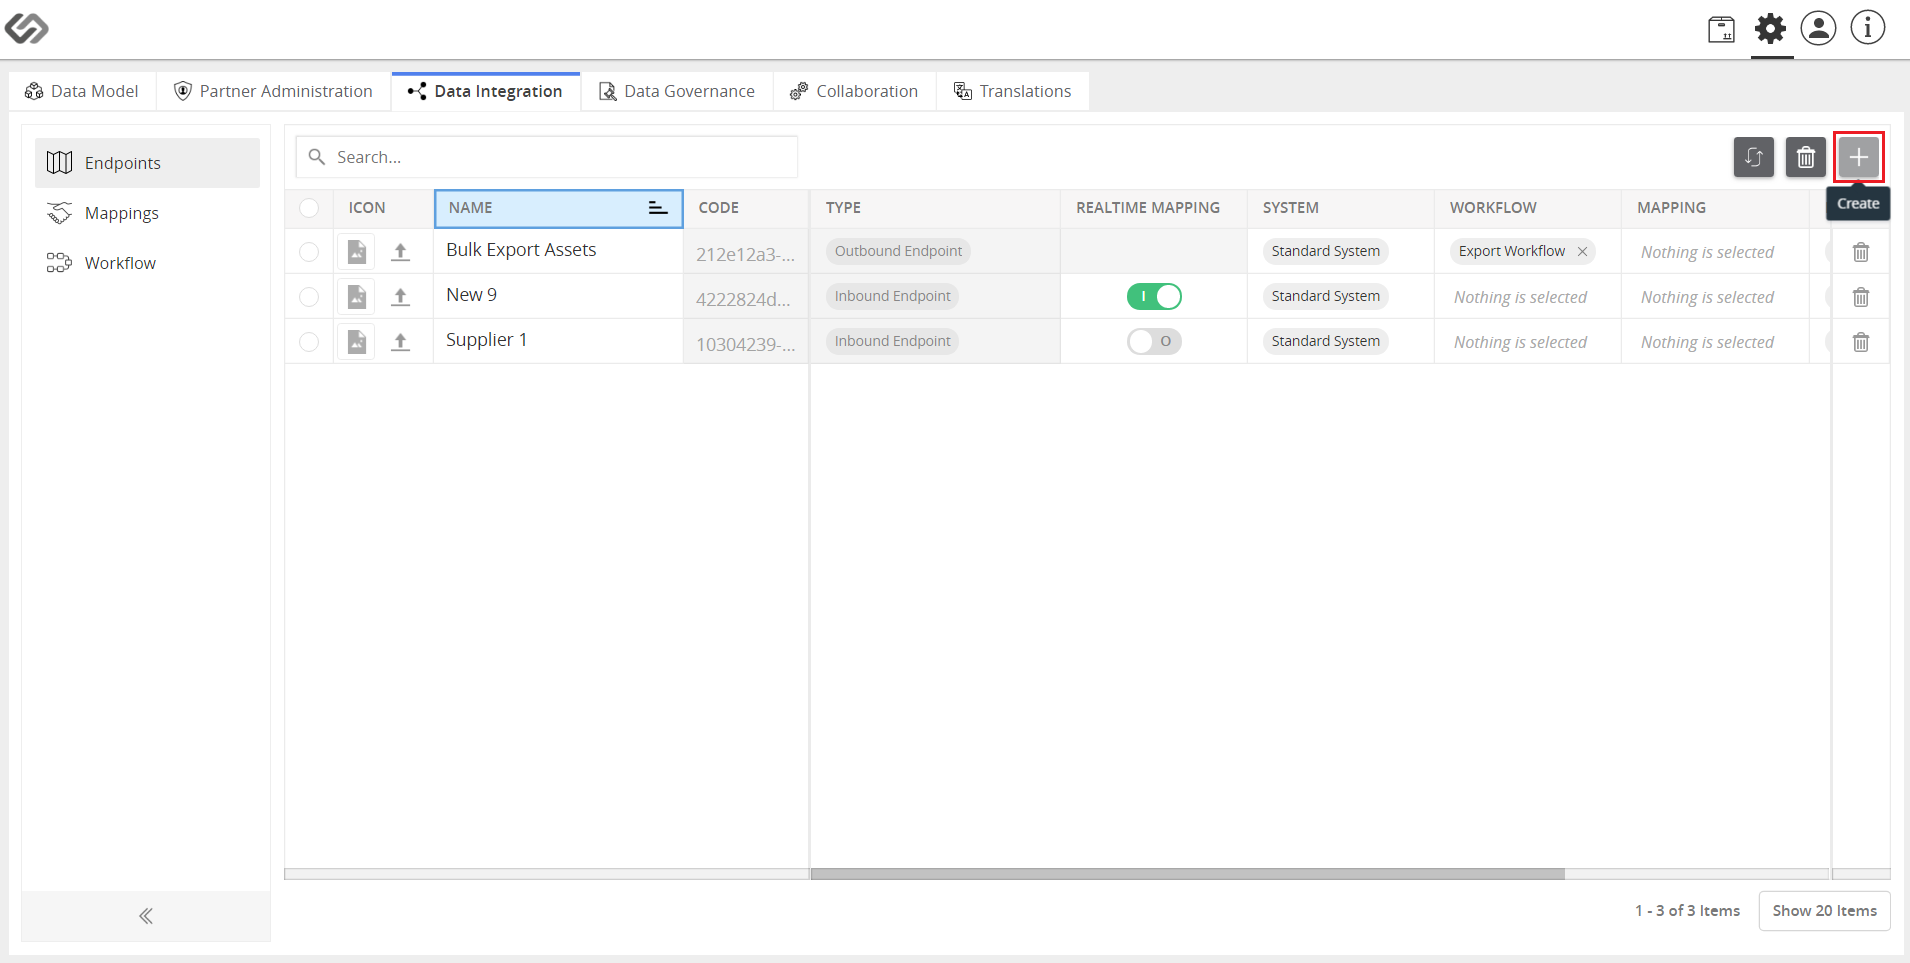 Data Model Partner Administration Data Integration Data Governance Collaboration Translations
Endpoints
Mappings
Workflow
Search...
Create
ICON NAME CODE TYPE REALTIME MAPPING SYSTEM WORKFLOW MAPPING
Bulk Export Assets 212e12a3-... Outbound Endpoint Standard System Export Workflow Nothing is selected
New 9 4222824d... Inbound Endpoint Standard System Nothing is selected Nothing is selected
Supplier 1 10304239-... Inbound Endpoint Standard System Nothing is selected Nothing is selected
1 - 3 of 3 Items Show 20 Items